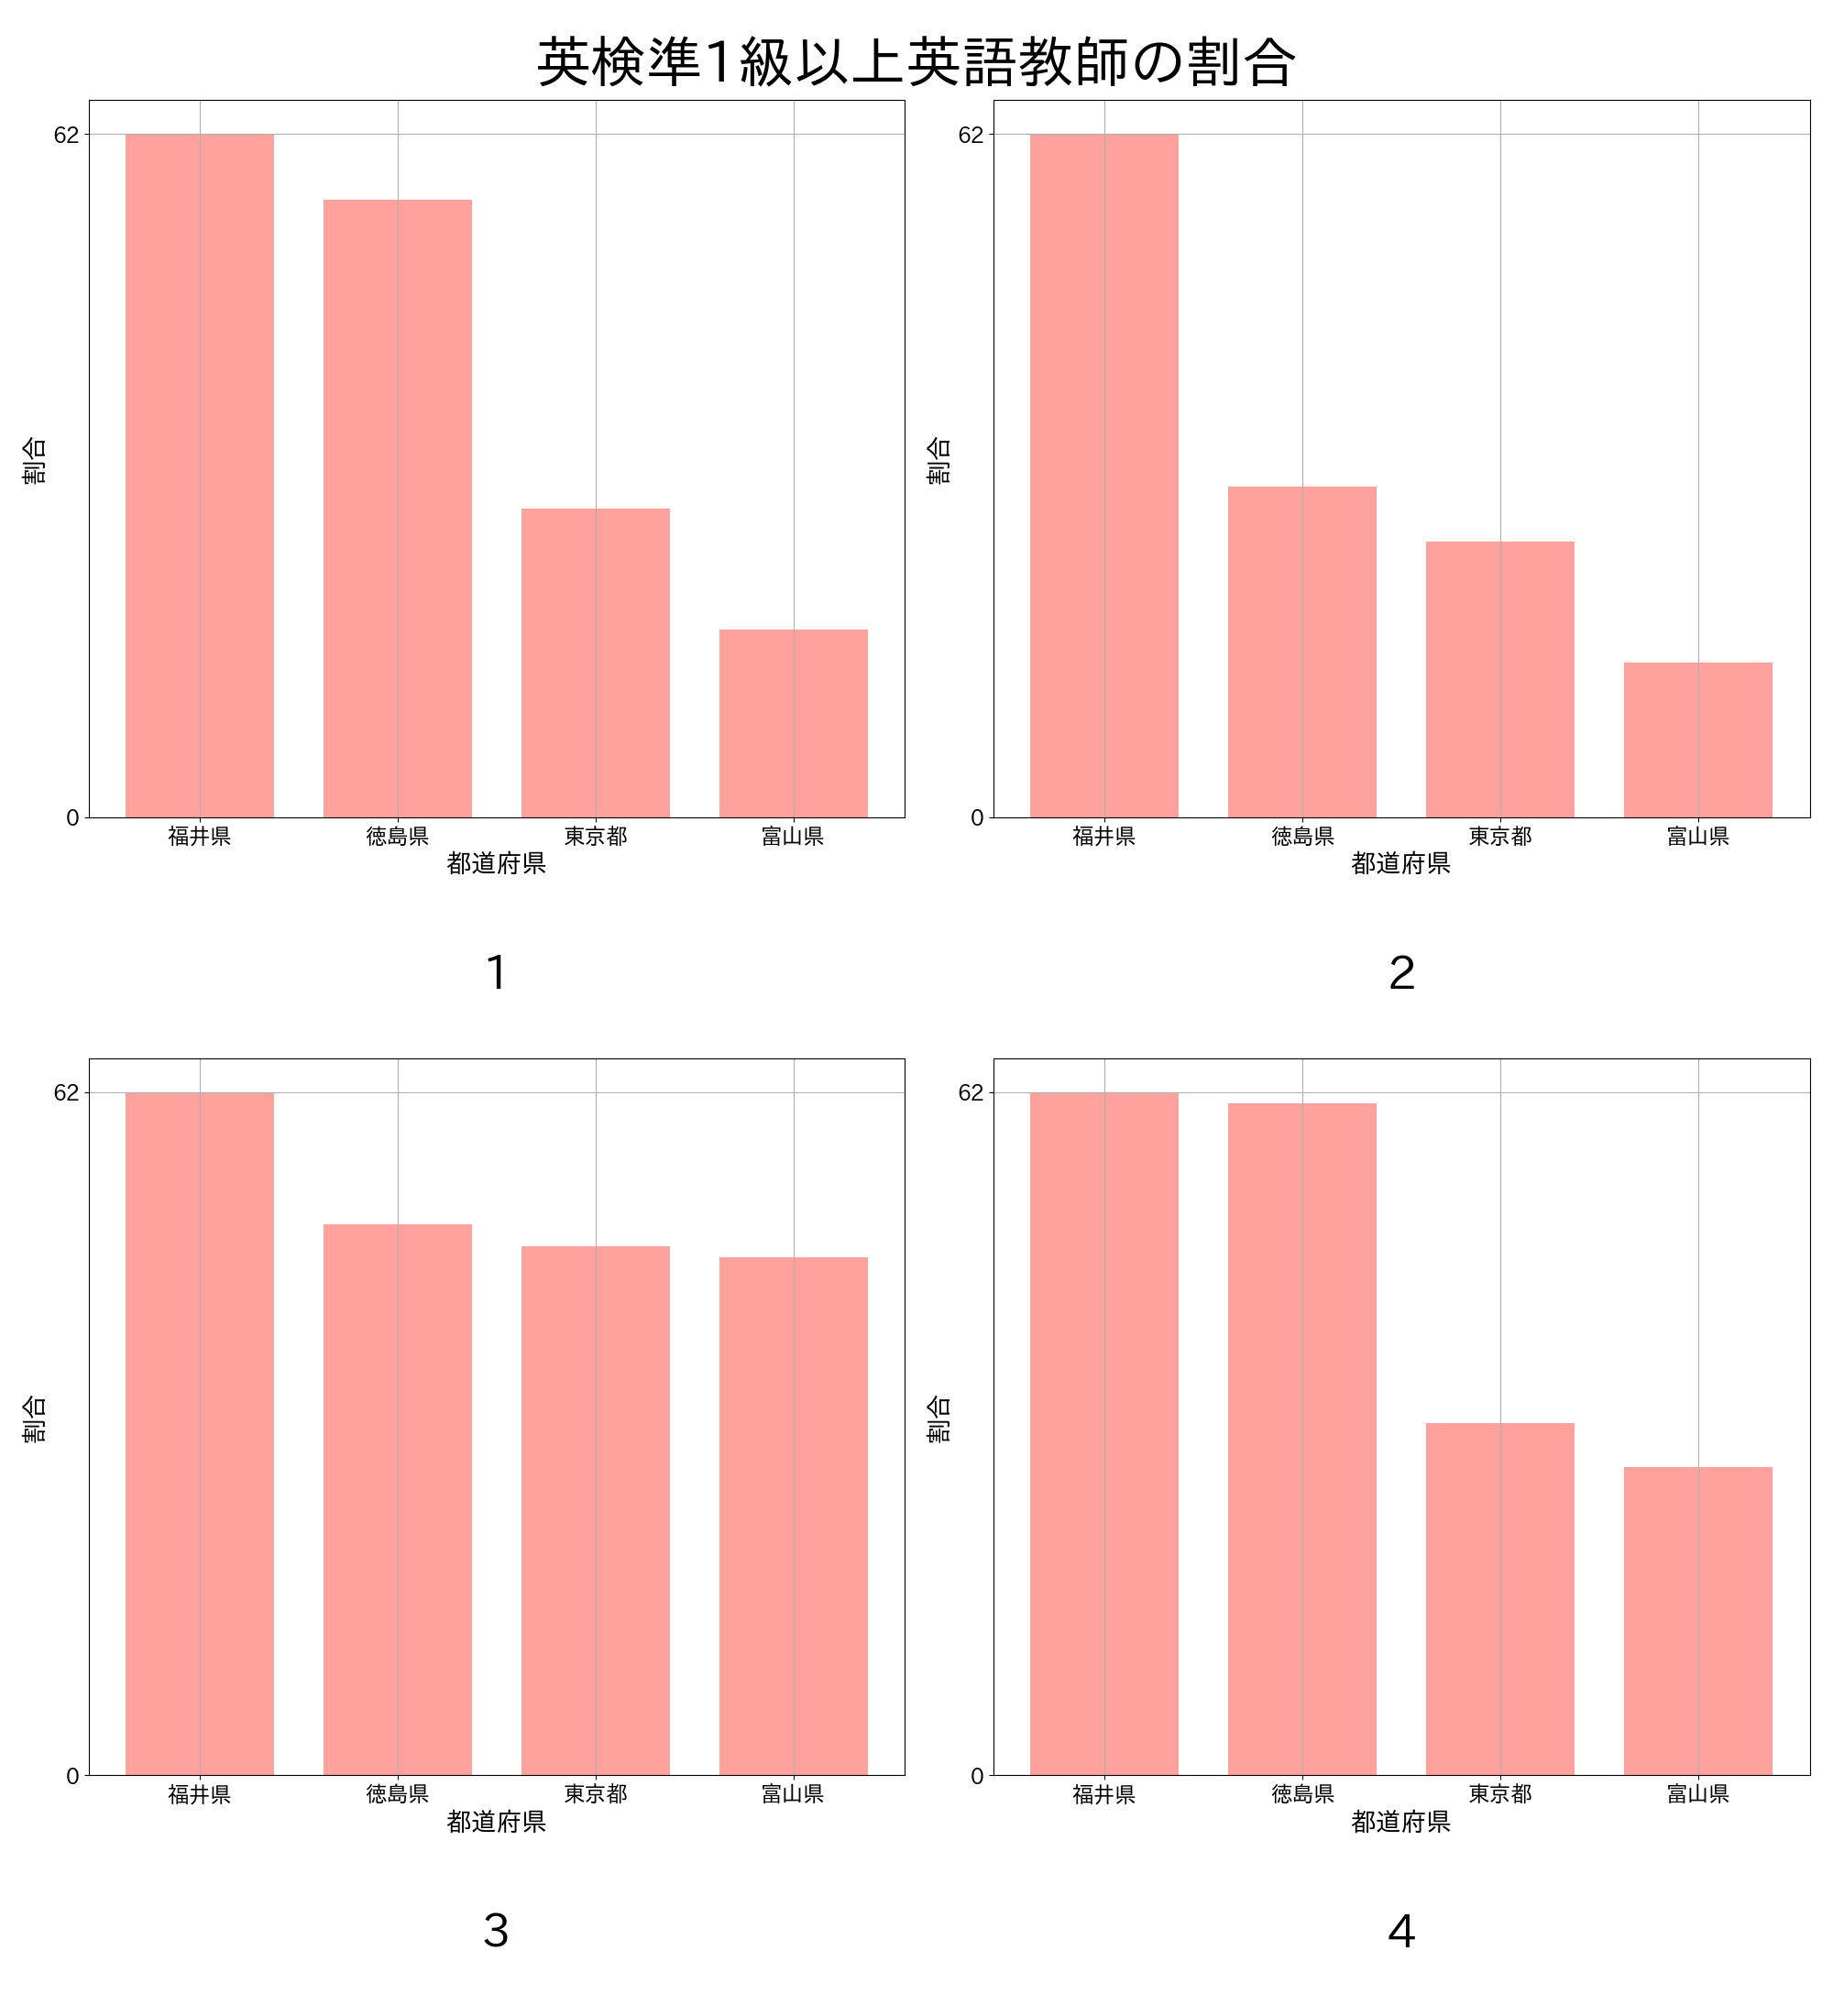 英検準1級以上英語教師の割合
62
割合
0
福井県 徳島県 東京都 富山県
都道府県
1
62
割合
0
福井県 徳島県 東京都 富山県
都道府県
2
62
割合
0
福井県 徳島県 東京都 富山県
都道府県
3
62
割合
0
福井県 徳島県 東京都 富山県
都道府県
4